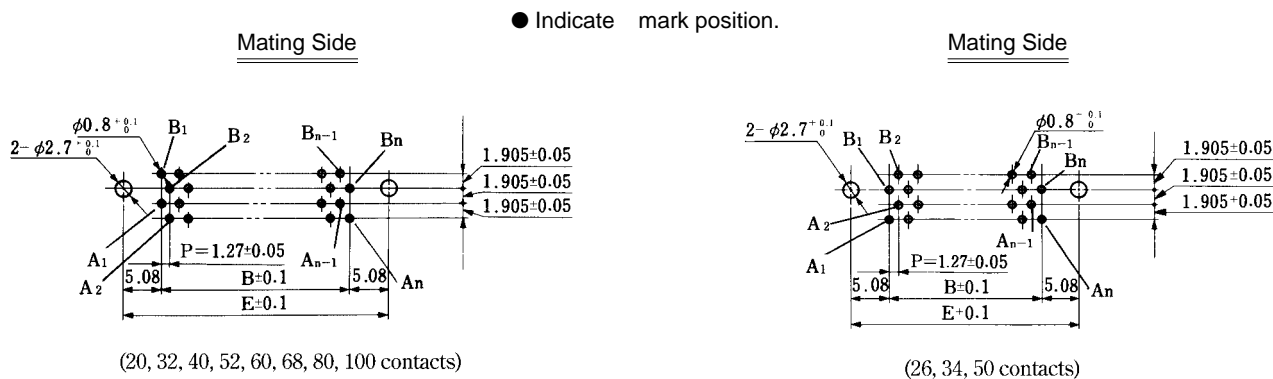 ● Indicate mark position.
Mating Side
φ0.8 +0.1 0
B1
B2
Bn−1
Bn
2− φ2.7 +0.1 0
1.905±0.05
1.905±0.05
1.905±0.05
A1
A2
P=1.27±0.05
An−1
An
5.08
B±0.1
5.08
E±0.1
(20, 32, 40, 52, 60, 68, 80, 100 contacts)
Mating Side
2− φ2.7 +0.1 0
B1
B2
φ0.8 +0.1 0
Bn−1
Bn
1.905±0.05
1.905±0.05
1.905+0.05
A2
A1
An−1
An
P=1.27±0.05
5.08
B±0.1
5.08
E+0.1
(26, 34, 50 contacts)